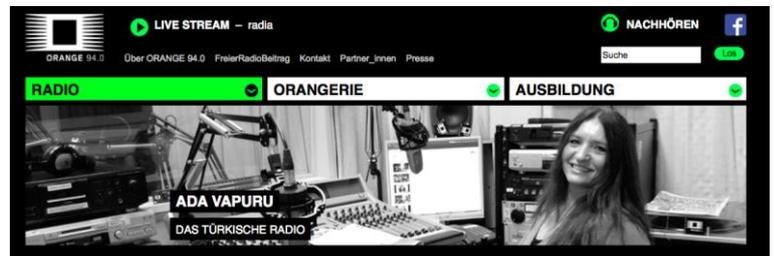 LIVE STREAM – radia
NACHHÖREN
f
ORANGE 94.0
Über ORANGE 94.0 FreierRadioBeitrag Kontakt Partner_innen Presse
Suche
Los
RADIO
ORANGERIE
AUSBILDUNG
ADA VAPURU
DAS TÜRKISCHE RADIO